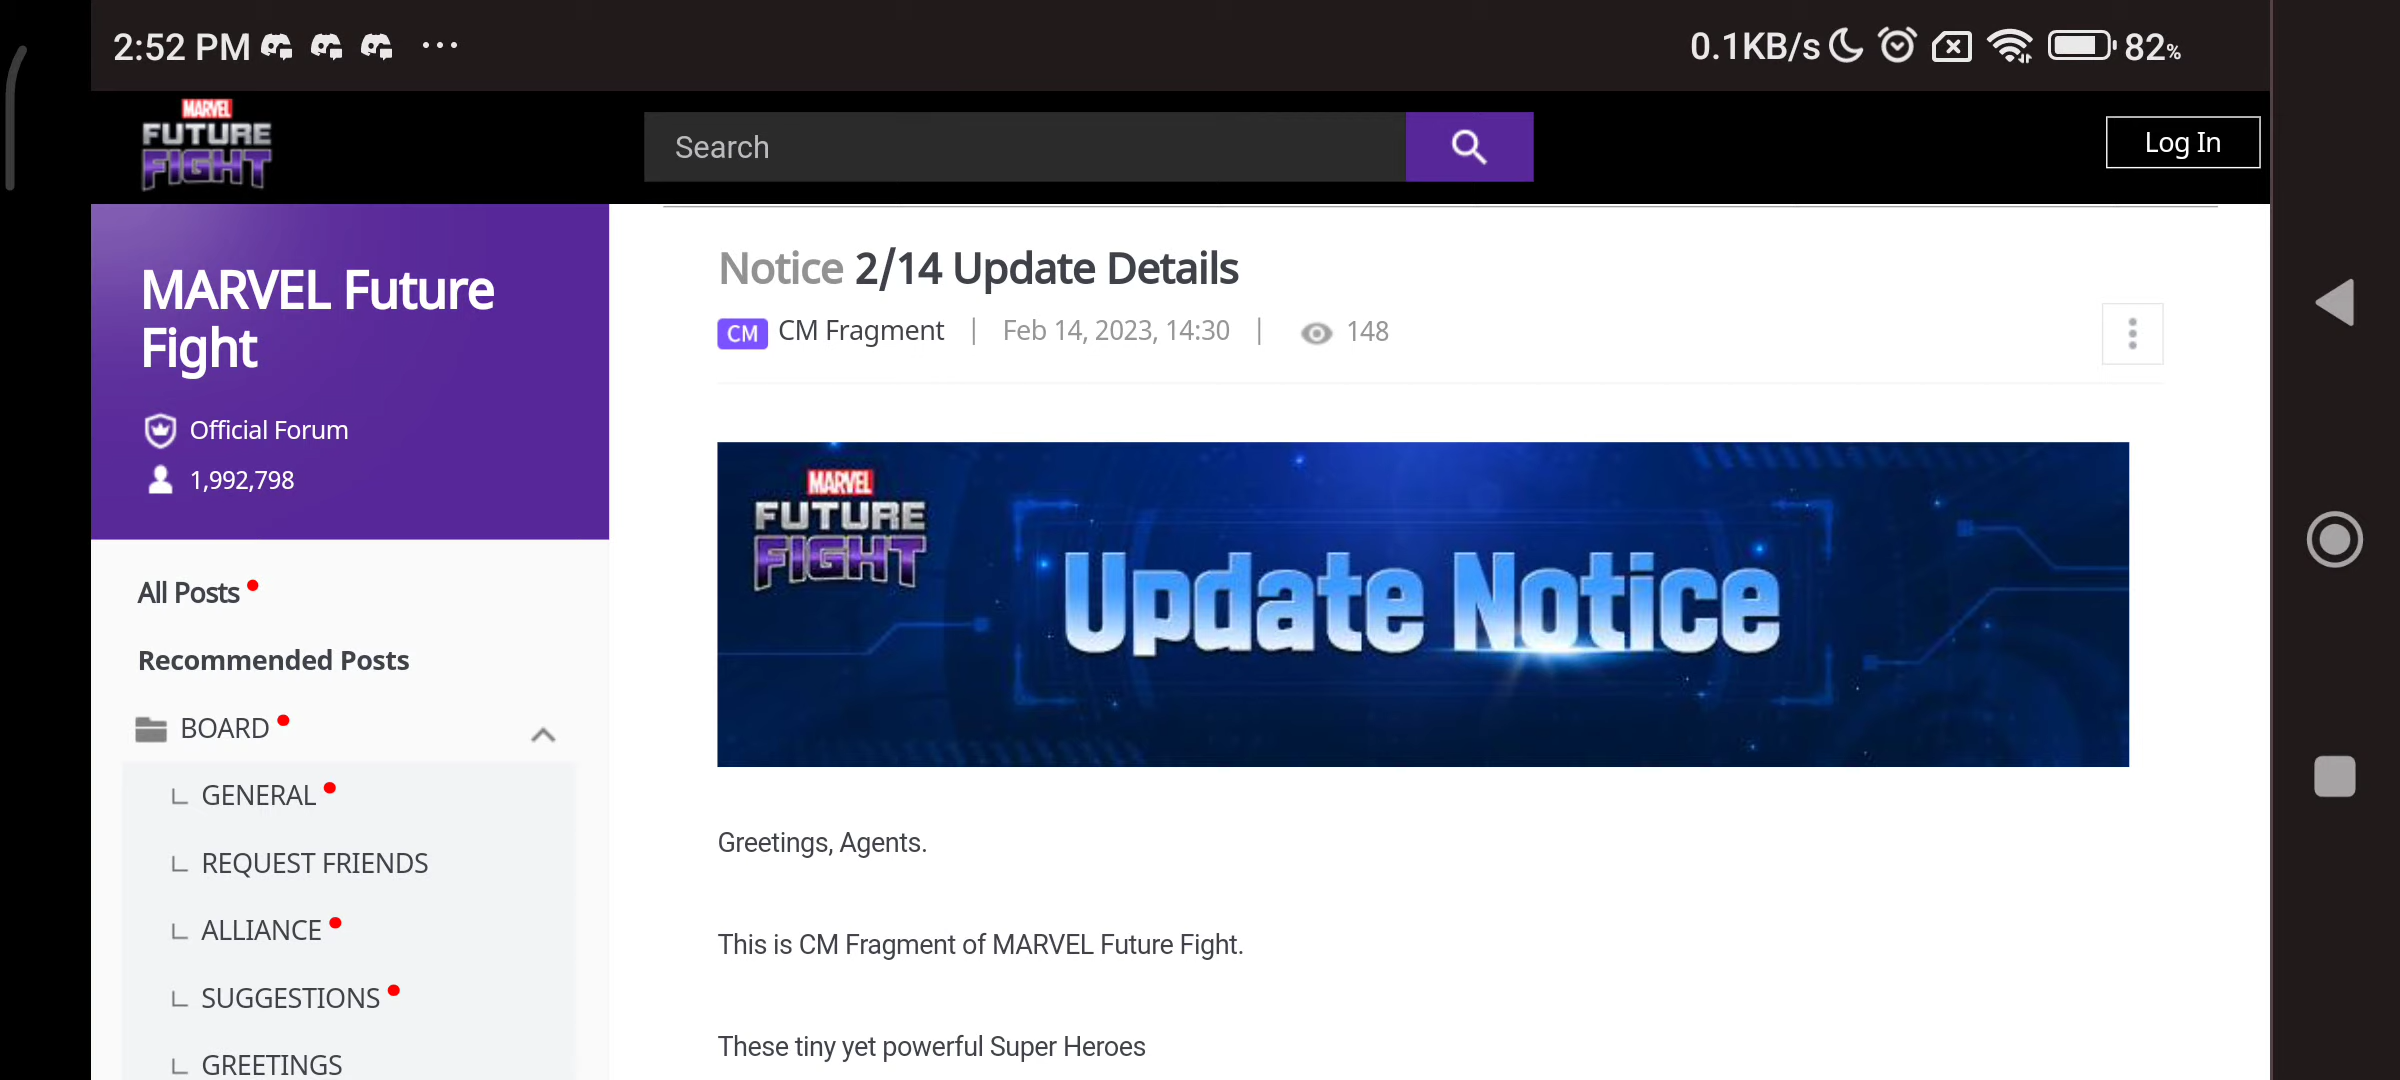 2:52 PM ...
0.1KB/s 82%
MARVEL
FUTURE
FIGHT
Search
Log In
MARVEL Future
Fight
Official Forum
1,992,798
All Posts
Recommended Posts
BOARD
GENERAL
REQUEST FRIENDS
ALLIANCE
SUGGESTIONS
GREETINGS
Notice 2/14 Update Details
CM CM Fragment | Feb 14, 2023, 14:30 | 148
MARVEL
FUTURE
FIGHT
Update Notice
Greetings, Agents.
This is CM Fragment of MARVEL Future Fight.
These tiny yet powerful Super Heroes